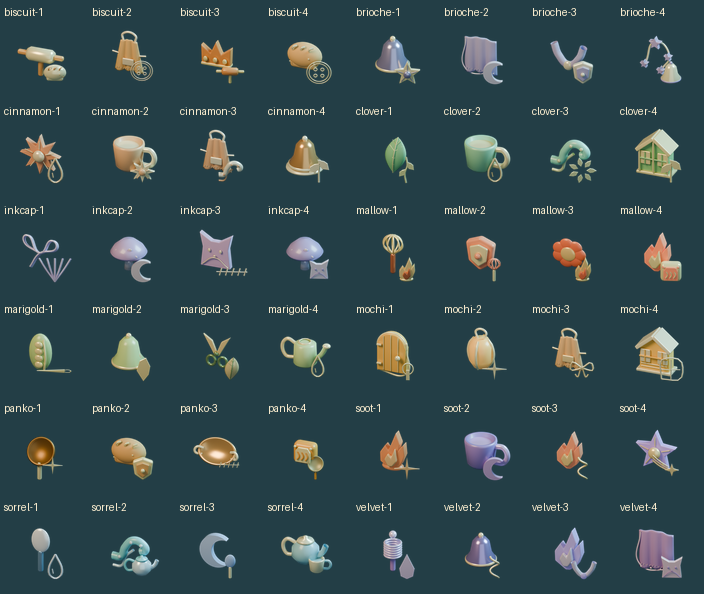 biscuit-1 biscuit-2 biscuit-3 biscuit-4 brioche-1 brioche-2 brioche-3 brioche-4
cinnamon-1 cinnamon-2 cinnamon-3 cinnamon-4 clover-1 clover-2 clover-3 clover-4
inkcap-1 inkcap-2 inkcap-3 inkcap-4 mallow-1 mallow-2 mallow-3 mallow-4
marigold-1 marigold-2 marigold-3 marigold-4 mochi-1 mochi-2 mochi-3 mochi-4
panko-1 panko-2 panko-3 panko-4 soot-1 soot-2 soot-3 soot-4
sorrel-1 sorrel-2 sorrel-3 sorrel-4 velvet-1 velvet-2 velvet-3 velvet-4